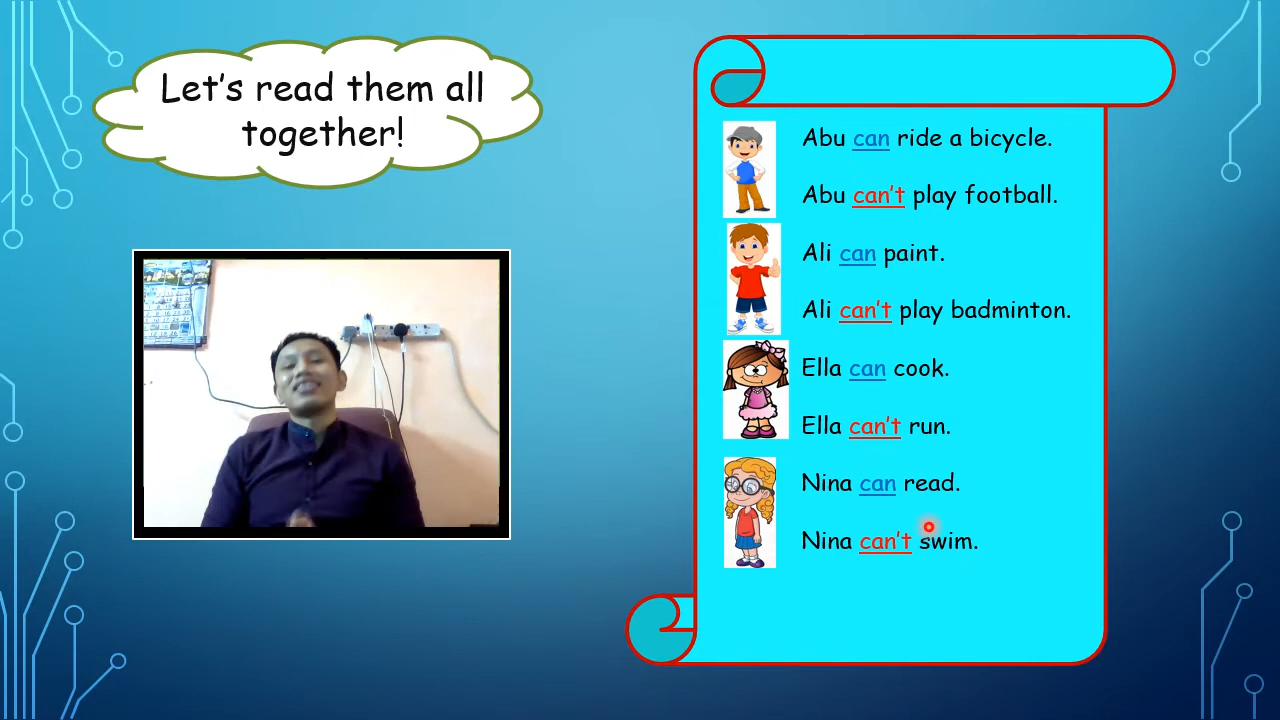 Let's read them all
together!
Abu can ride a bicycle.
Abu can't play football.
Ali can paint.
Ali can't play badminton.
Ella can cook.
Ella can't run.
Nina can read.
Nina can't swim.